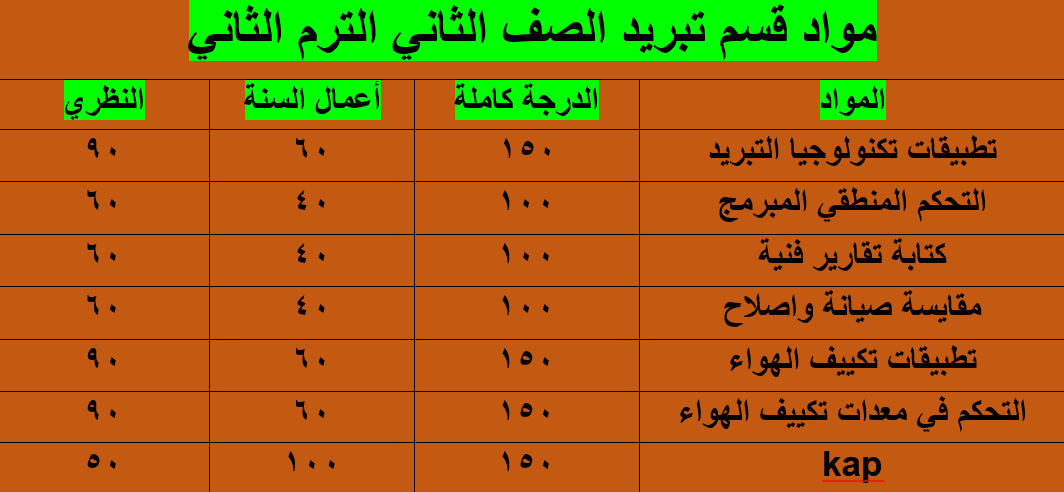 مواد قسم تبريد الصف الثاني الترم الثاني
المواد الدرجة كاملة أعمال السنة النظري
تطبيقات تكنولوجيا التبريد ١٥٠ ٦٠ ٩٠
التحكم المنطقي المبرمج ١٠٠ ٤٠ ٦٠
كتابة تقارير فنية ١٠٠ ٤٠ ٦٠
مقايسة صيانة واصلاح ١٠٠ ٤٠ ٦٠
تطبيقات تكييف الهواء ١٥٠ ٦٠ ٩٠
التحكم في معدات تكييف الهواء ١٥٠ ٦٠ ٩٠
kap ١٥٠ ١٠٠ ٥٠